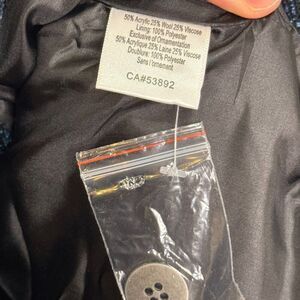 50% Acrylic 25% Wool 25% Viscose
Lining: 100% Polyester
Exclusive of Ornamentation
50% Acrylique 25% Laine 25% Viscose
Doublure: 100% Polyester
Sans l'ornement
CA#53892